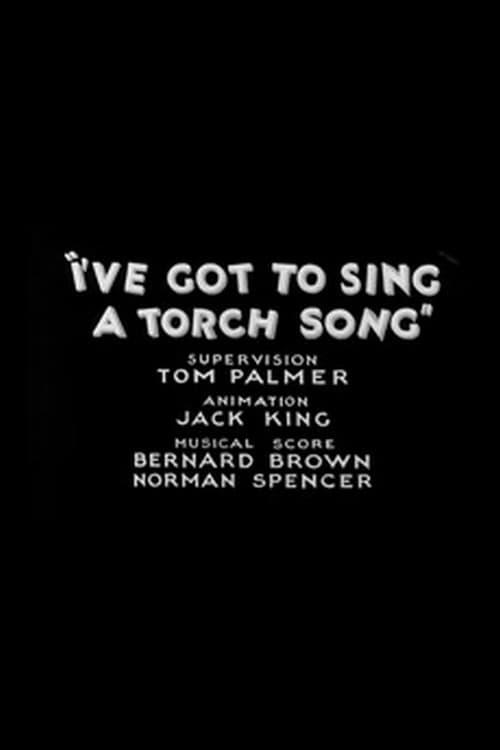 "I'VE GOT TO SING
A TORCH SONG"
SUPERVISION
TOM PALMER
ANIMATION
JACK KING
MUSICAL SCORE
BERNARD BROWN
NORMAN SPENCER